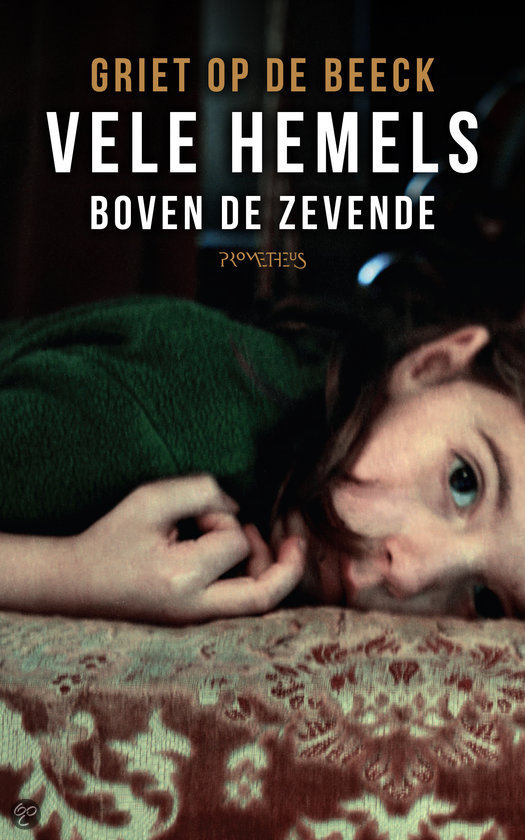 GRIET OP DE BEECK
VELE HEMELS
BOVEN DE ZEVENDE
PROMETHEUS